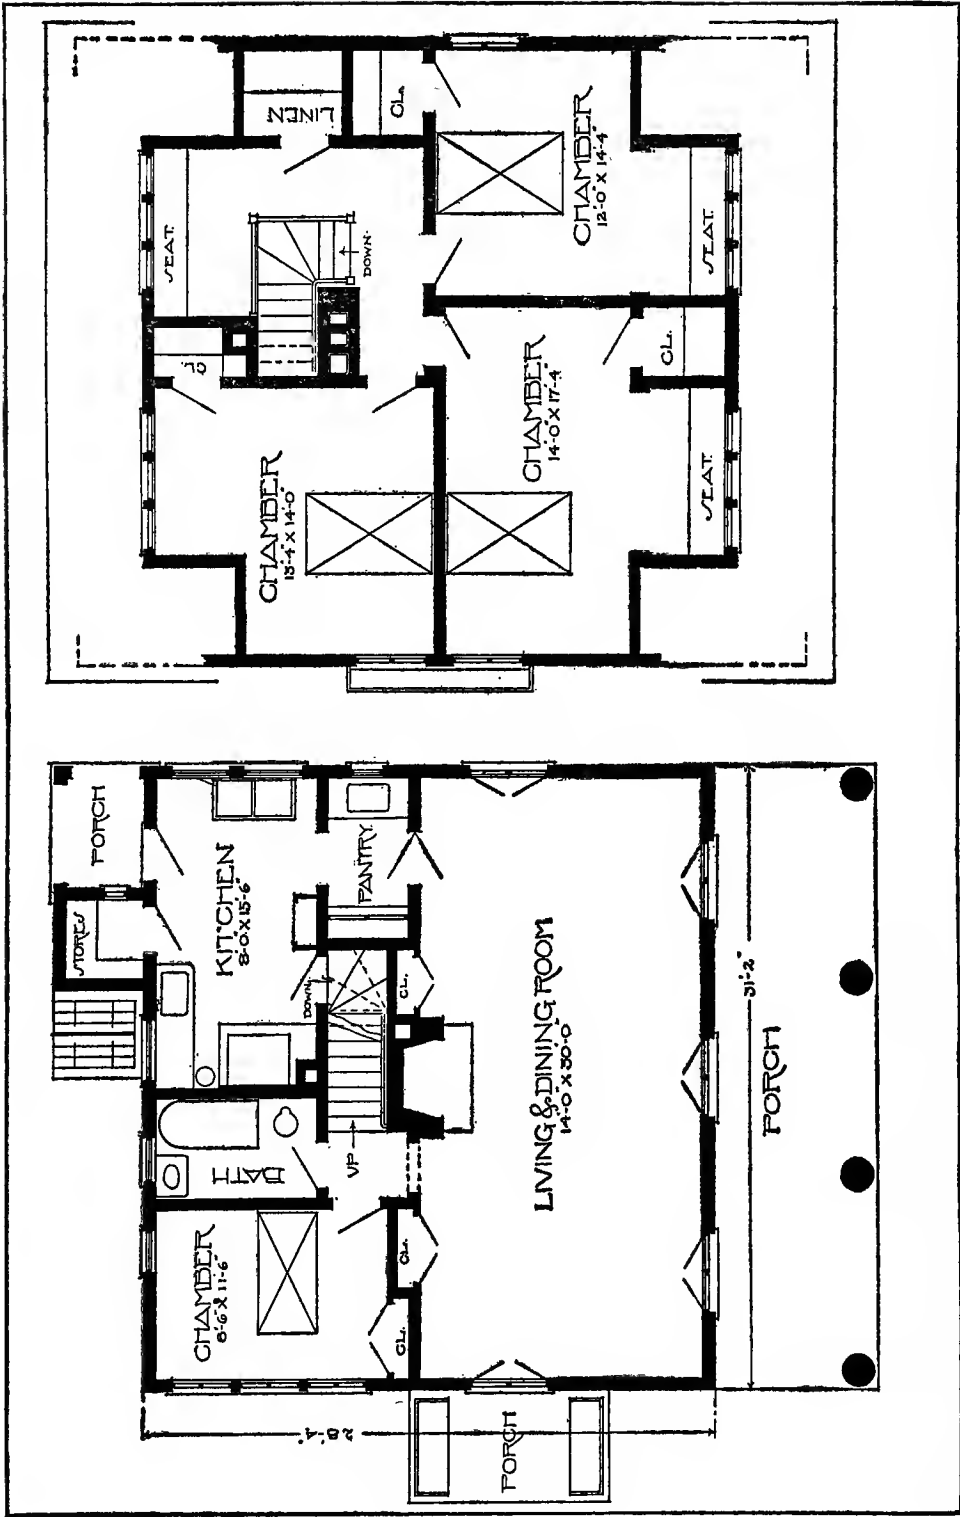 LINEN
CL.
CHAMBER
12'-0" X 14'-4"
SEAT.
DOWN.
SEAT.
CL.
CL.
CHAMBER
14'-0" X 17'-4"
CHAMBER
13'-4" X 14'-0"
SEAT.
PORCH
STORES
KITCHEN
8'-0" X 15'-6"
PANTRY.
DOWN.
CL.
LIVING & DINING ROOM
14'-0" X 30'-0"
31'-2"
PORCH
BATH
UP
CHAMBER
8'-6" X 11'-6"
CL.
CL.
28'-4"
PORCH